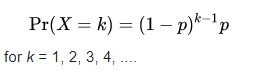 Pr(X = k) = (1 − p)^{k−1}p
for k = 1, 2, 3, 4, ....